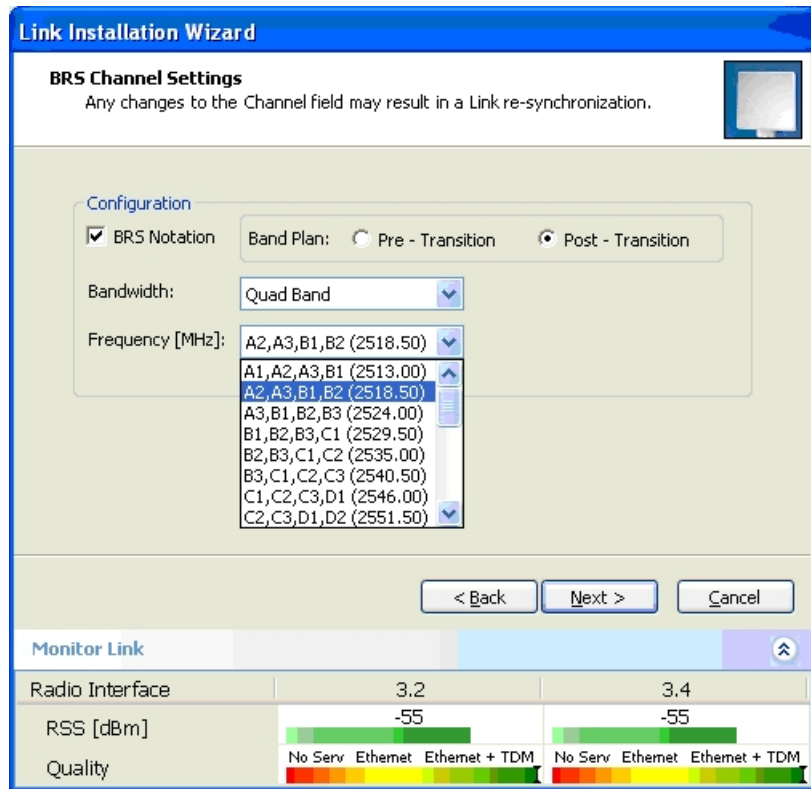 Link Installation Wizard
BRS Channel Settings
Any changes to the Channel field may result in a Link re-synchronization.
Configuration
BRS Notation Band Plan: Pre - Transition Post - Transition
Bandwidth: Quad Band
Frequency [MHz]: A2,A3,B1,B2 (2518.50)
A1,A2,A3,B1 (2513.00)
A2,A3,B1,B2 (2518.50)
A3,B1,B2,B3 (2524.00)
B1,B2,B3,C1 (2529.50)
B2,B3,C1,C2 (2535.00)
B3,C1,C2,C3 (2540.50)
C1,C2,C3,D1 (2546.00)
C2,C3,D1,D2 (2551.50)
< Back Next > Cancel
Monitor Link
Radio Interface 3.2 3.4
RSS [dBm] -55 -55
Quality No Serv Ethernet Ethernet + TDM No Serv Ethernet Ethernet + TDM